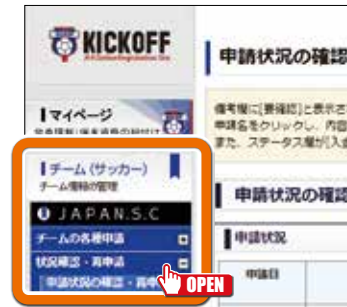 KICKOFF
申請状況の確認
マイページ
備考欄に[要確認]と表示さ
申請名をクリックし、内容
また、ステータス欄が[入金
チーム(サッカー)
チーム情報の管理
申請状況の確認
JAPAN.S.C
チームの各種申請
申請状況
状況確認・再申請
申請日
申請状況の確認・再申
OPEN